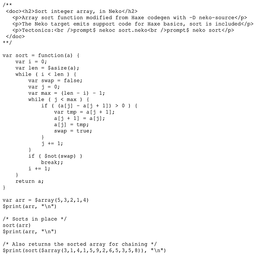 /**
<doc><h2>Sort integer array, in Neko</h2>
<p>Array sort function modified from Haxe codegen with -D neko-source</p>
<p>The Neko target emits support code for Haxe basics, sort is included</p>
<p>Tectonics:<br />prompt$ nekoc sort.neko<br />prompt$ neko sort</p>
</doc>
**/
var sort = function(a) {
var i = 0;
var len = $asize(a);
while ( i < len ) {
var swap = false;
var j = 0;
var max = (len - i) - 1;
while ( j < max ) {
if ( (a[j] - a[j + 1]) > 0 ) {
var tmp = a[j + 1];
a[j + 1] = a[j];
a[j] = tmp;
swap = true;
}
j += 1;
}
if ( $not(swap) )
break;;
i += 1;
}
return a;
}
var arr = $array(5,3,2,1,4)
$print(arr, "\n")
/* Sorts in place */
sort(arr)
$print(arr, "\n")
/* Also returns the sorted array for chaining */
$print(sort($array(3,1,4,1,5,9,2,6,5,3,5,8)), "\n")